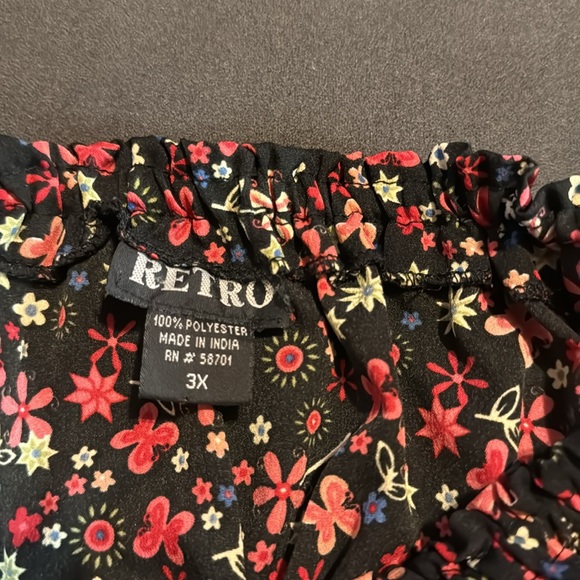 RETRO
100% POLYESTER
MADE IN INDIA
RN # 58701
3X